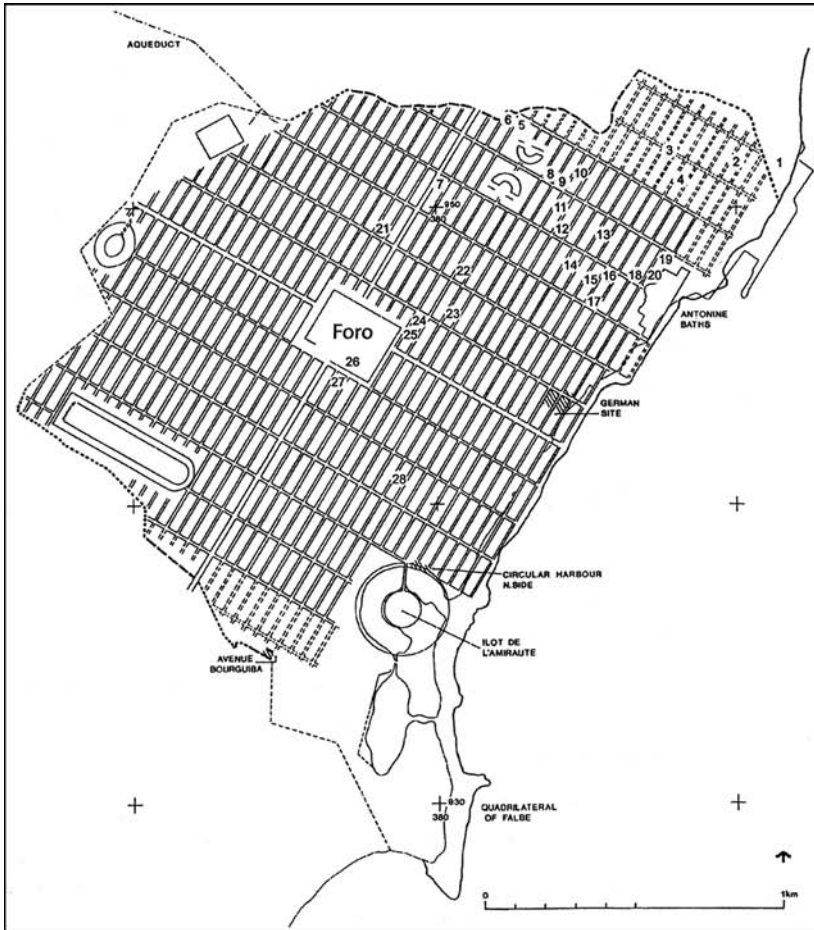 AQUEDUCT
6 5
3
2
1
8
9
10
4
7
950
380
11
12
13
21
14
19
22
15 16
18 20
17
24
23
Foro
25
ANTONINE
BATHS
26
27
GERMAN
SITE
28
CIRCULAR HARBOUR
N.SIDE
ILOT DE
L'AMIRAUTE
AVENUE
BOURGUIBA
930
380
QUADRILATERAL
OF FALBE
0
1km